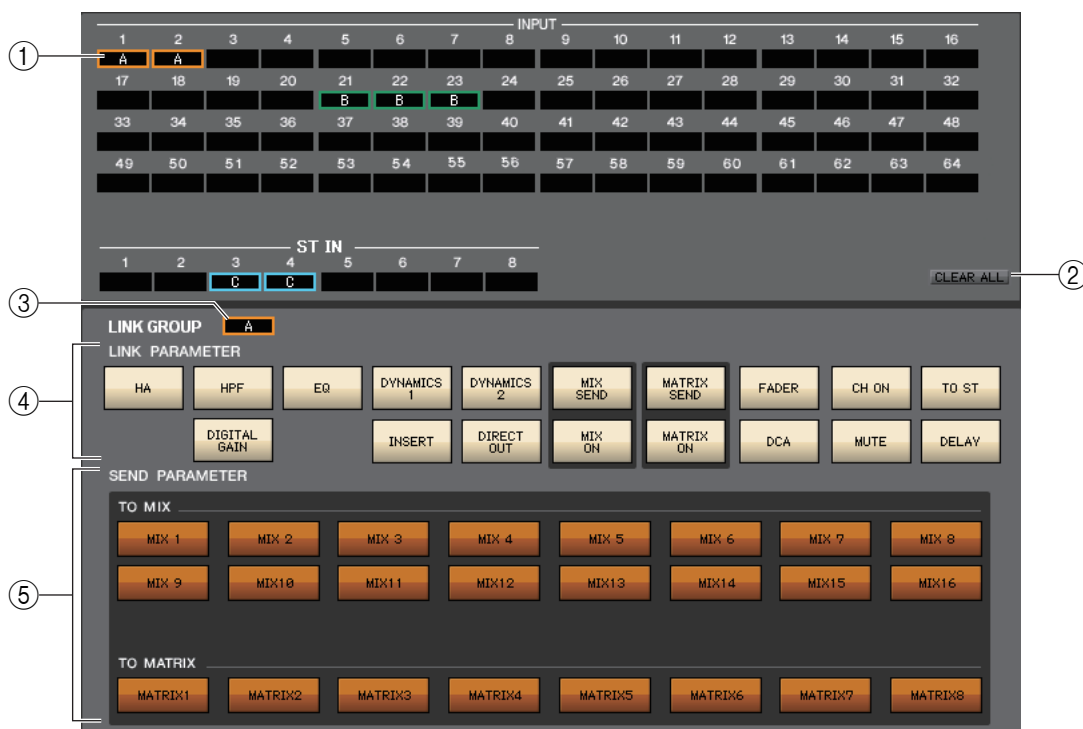 INPUT
1 2 3 4 5 6 7 8 9 10 11 12 13 14 15 16
① A A
17 18 19 20 21 22 23 24 25 26 27 28 29 30 31 32
B B B
33 34 35 36 37 38 39 40 41 42 43 44 45 46 47 48
49 50 51 52 53 54 55 56 57 58 59 60 61 62 63 64
ST IN
1 2 3 4 5 6 7 8
C C
CLEAR ALL ②
③
LINK GROUP A
LINK PARAMETER
④
HA HPF EQ DYNAMICS 1 DYNAMICS 2 MIX SEND MATRIX SEND FADER CH ON TO ST
DIGITAL GAIN INSERT DIRECT OUT MIX ON MATRIX ON DCA MUTE DELAY
SEND PARAMETER
⑤
TO MIX
MIX 1 MIX 2 MIX 3 MIX 4 MIX 5 MIX 6 MIX 7 MIX 8
MIX 9 MIX10 MIX11 MIX12 MIX13 MIX14 MIX15 MIX16
TO MATRIX
MATRIX1 MATRIX2 MATRIX3 MATRIX4 MATRIX5 MATRIX6 MATRIX7 MATRIX8